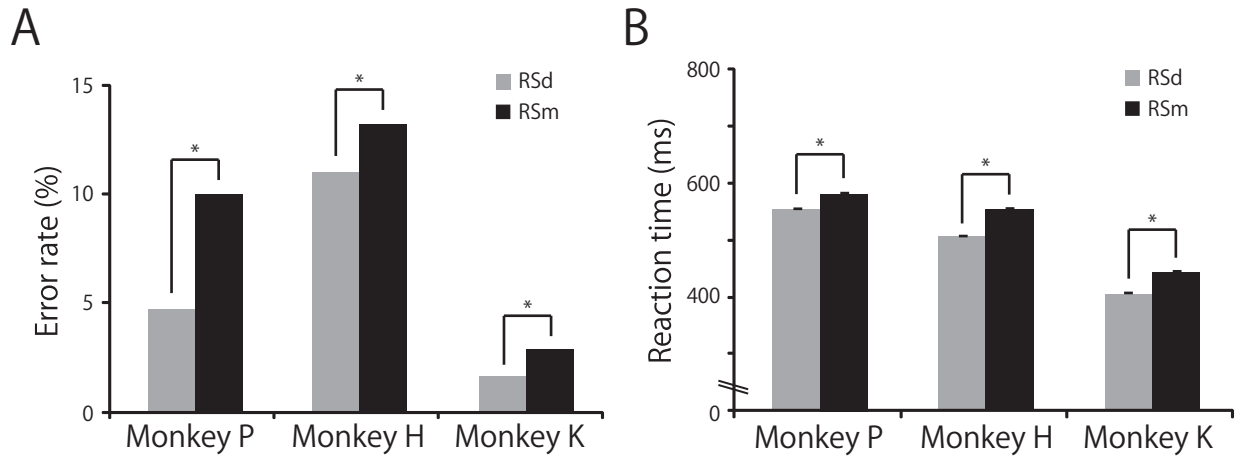 A
Error rate (%)
15
10
5
0
*
*
*
RSd
RSm
Monkey P
Monkey H
Monkey K
B
Reaction time (ms)
800
600
400
0
*
*
*
RSd
RSm
Monkey P
Monkey H
Monkey K